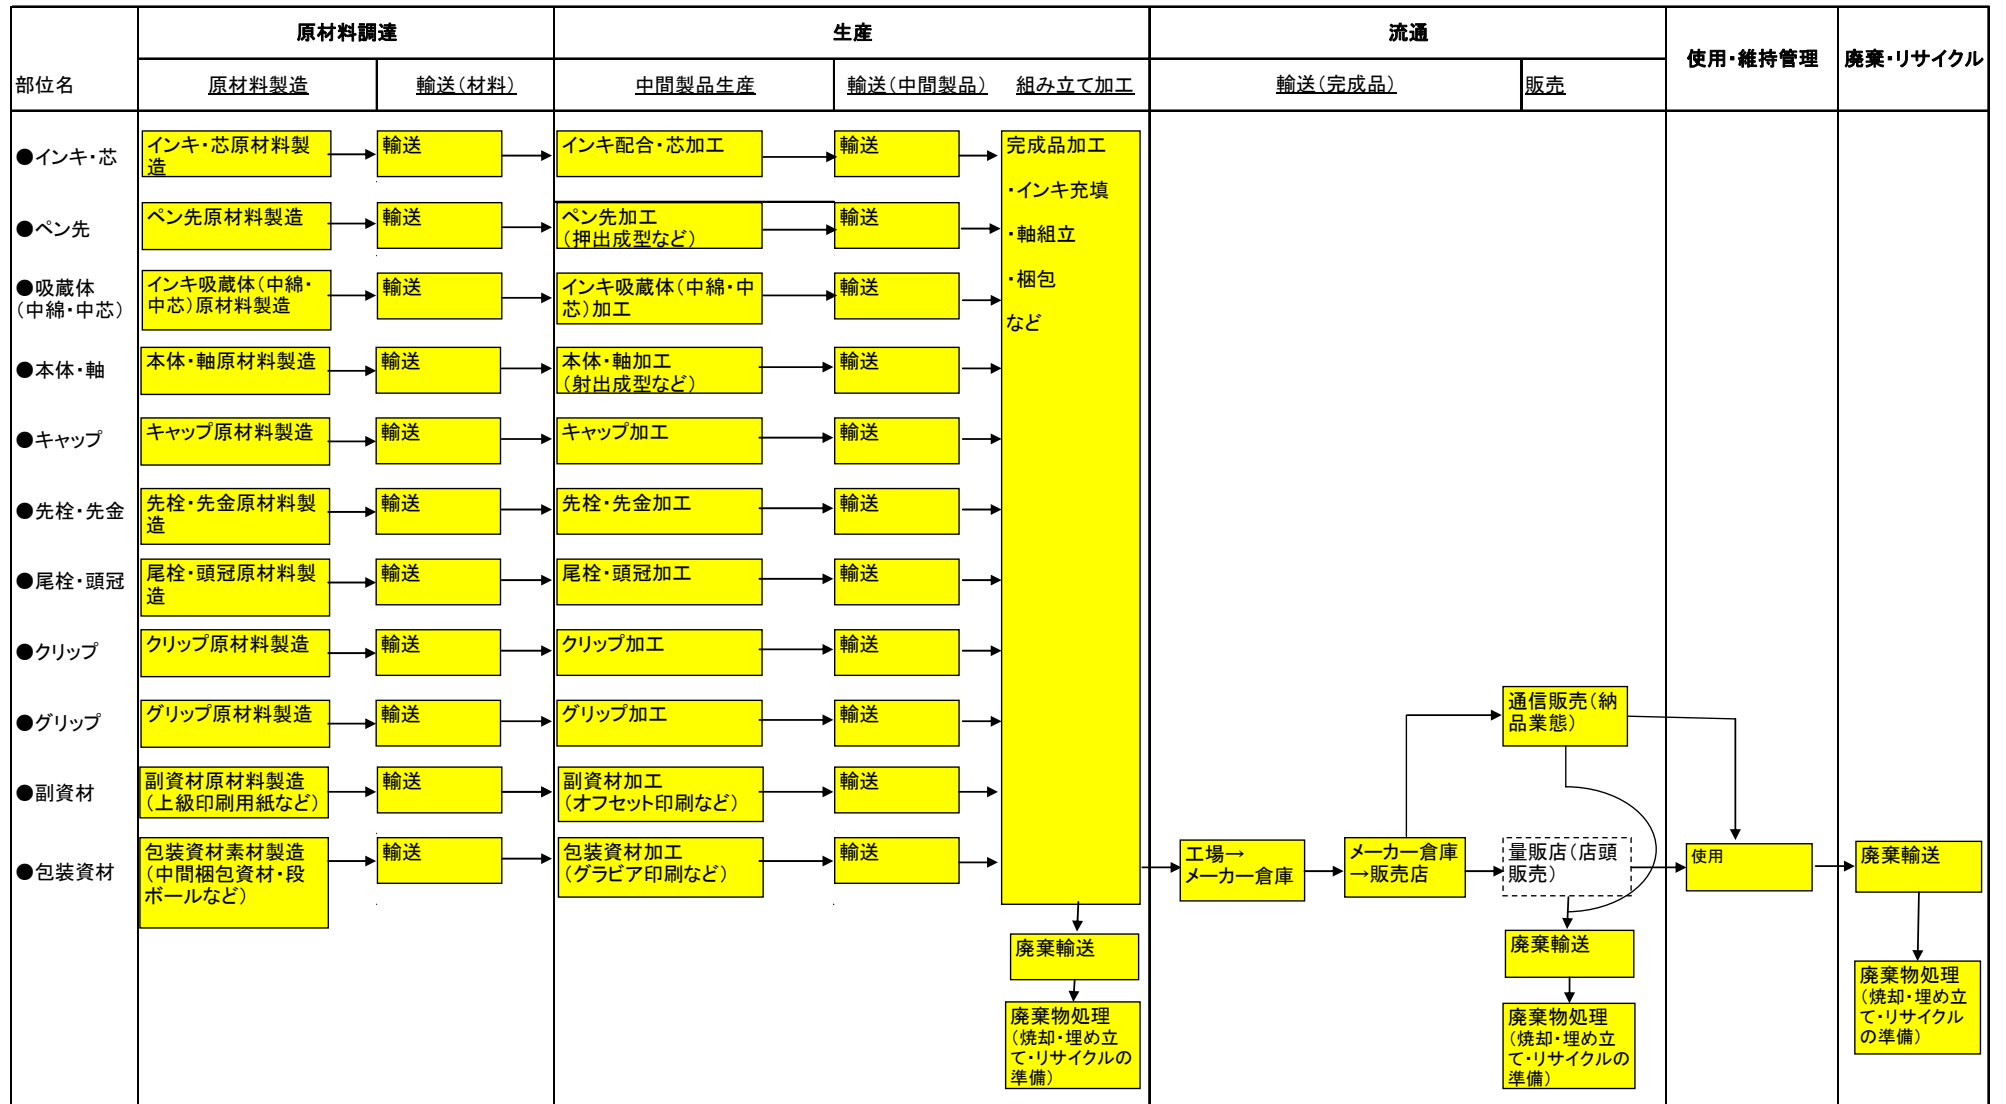 原材料調達
生産
流通
使用・維持管理
廃棄・リサイクル
部位名
原材料製造
輸送(材料)
中間製品生産
輸送(中間製品)
組み立て加工
輸送(完成品)
販売
●インキ・芯
インキ・芯原材料製
造
輸送
インキ配合・芯加工
輸送
完成品加工
・インキ充填
・軸組立
・梱包
など
●ペン先
ペン先原材料製造
輸送
ペン先加工
(押出成型など)
輸送
●吸蔵体
(中綿・中芯)
インキ吸蔵体(中綿・
中芯)原材料製造
輸送
インキ吸蔵体(中綿・中
芯)加工
輸送
●本体・軸
本体・軸原材料製造
輸送
本体・軸加工
(射出成型など)
輸送
●キャップ
キャップ原材料製造
輸送
キャップ加工
輸送
●先栓・先金
先栓・先金原材料製
造
輸送
先栓・先金加工
輸送
●尾栓・頭冠
尾栓・頭冠原材料製
造
輸送
尾栓・頭冠加工
輸送
●クリップ
クリップ原材料製造
輸送
クリップ加工
輸送
●グリップ
グリップ原材料製造
輸送
グリップ加工
輸送
通信販売(納
品業態)
●副資材
副資材原材料製造
(上級印刷用紙など)
輸送
副資材加工
(オフセット印刷など)
輸送
●包装資材
包装資材素材製造
(中間梱包資材・段
ボールなど)
輸送
包装資材加工
(グラビア印刷など)
輸送
工場→
メーカー倉庫
メーカー倉庫
→販売店
量販店(店頭
販売)
使用
廃棄輸送
廃棄輸送
廃棄輸送
廃棄物処理
(焼却・埋め立
て・リサイクルの
準備)
廃棄物処理
(焼却・埋め立
て・リサイクルの
準備)
廃棄物処理
(焼却・埋め立
て・リサイクル
の準備)